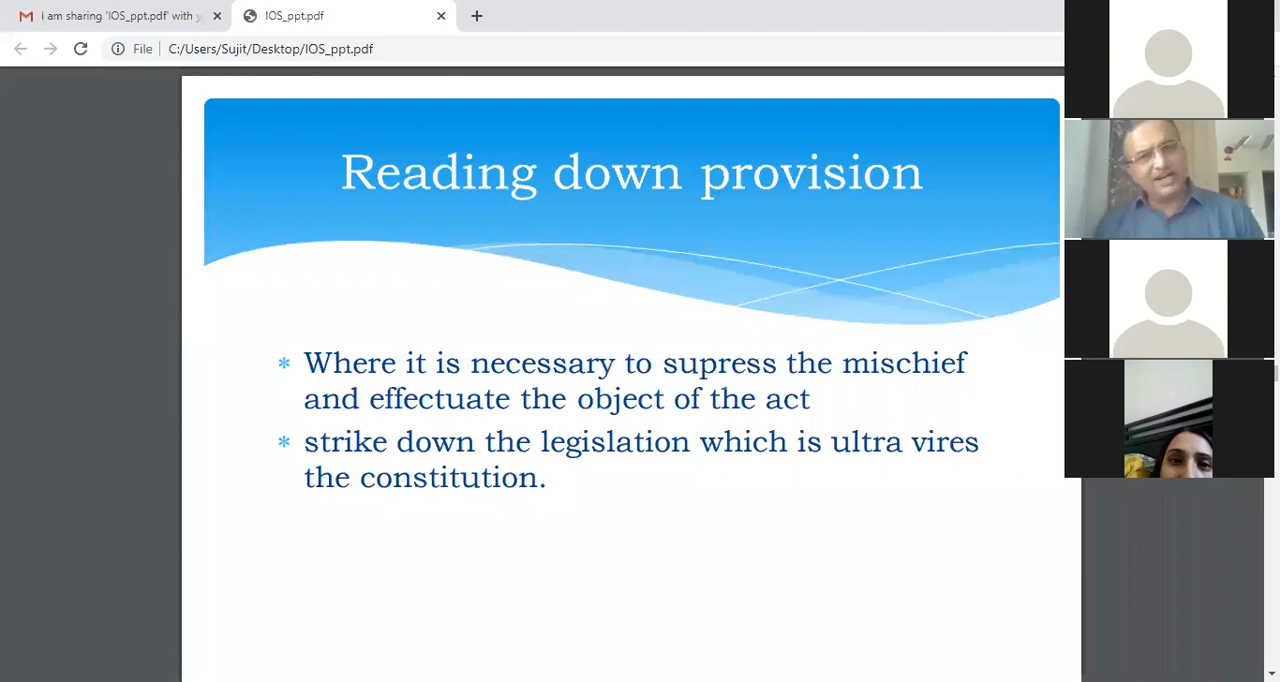 I am sharing 'IOS_ppt.pdf' with
IOS_ppt.pdf
File C:/Users/Sujit/Desktop/IOS_ppt.pdf
Reading down provision
* Where it is necessary to supress the mischief
and effectuate the object of the act
* strike down the legislation which is ultra vires
the constitution.